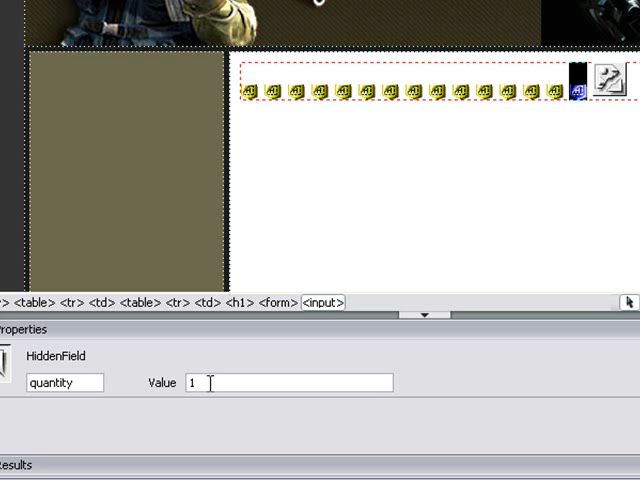 <table> <tr> <td> <table> <tr> <td> <h1> <form> <input>
Properties
HiddenField
quantity
Value
1
Results